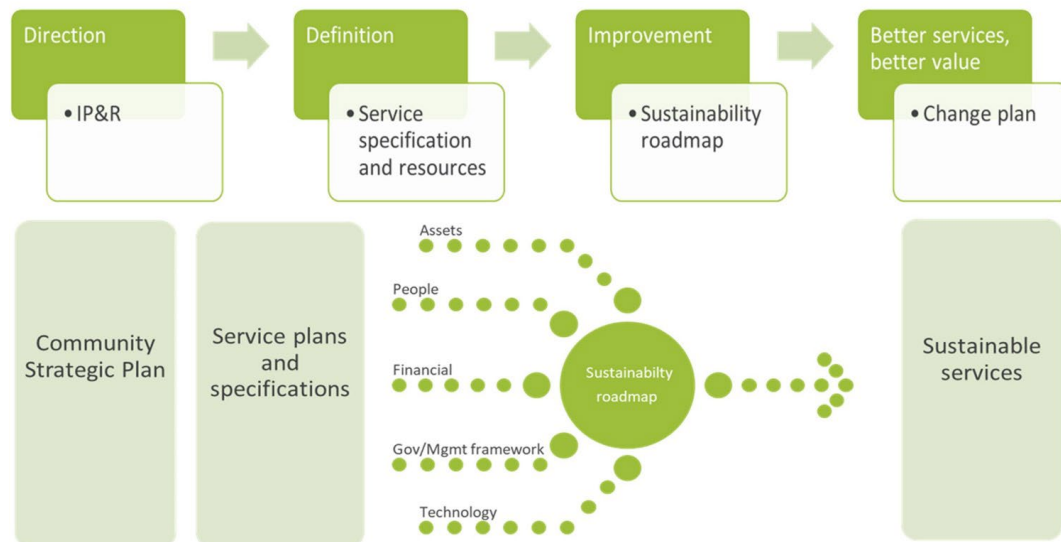 Direction
• IP&R
Definition
• Service
specification
and resources
Improvement
• Sustainability
roadmap
Better services,
better value
• Change plan
Community
Strategic Plan
Service plans
and
specifications
Assets
People
Financial
Gov/Mgmt framework
Technology
Sustainabilty
roadmap
Sustainable
services